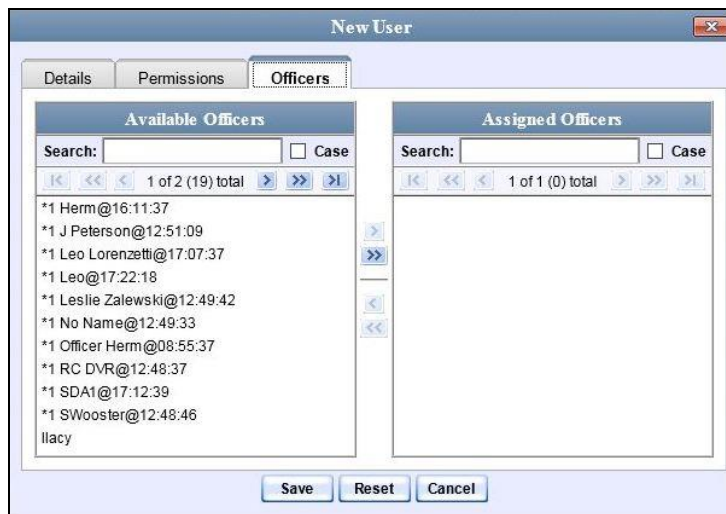 New User
Details Permissions Officers
Available Officers
Search: Case
1 of 2 (19) total
*1 Herm@16:11:37
*1 J Peterson@12:51:09
*1 Leo Lorenzetti@17:07:37
*1 Leo@17:22:18
*1 Leslie Zalewski@12:49:42
*1 No Name@12:49:33
*1 Officer Herm@08:55:37
*1 RC DVR@12:48:37
*1 SDA1@17:12:39
*1 SWooster@12:48:46
llacy
Assigned Officers
Search: Case
1 of 1 (0) total
Save Reset Cancel